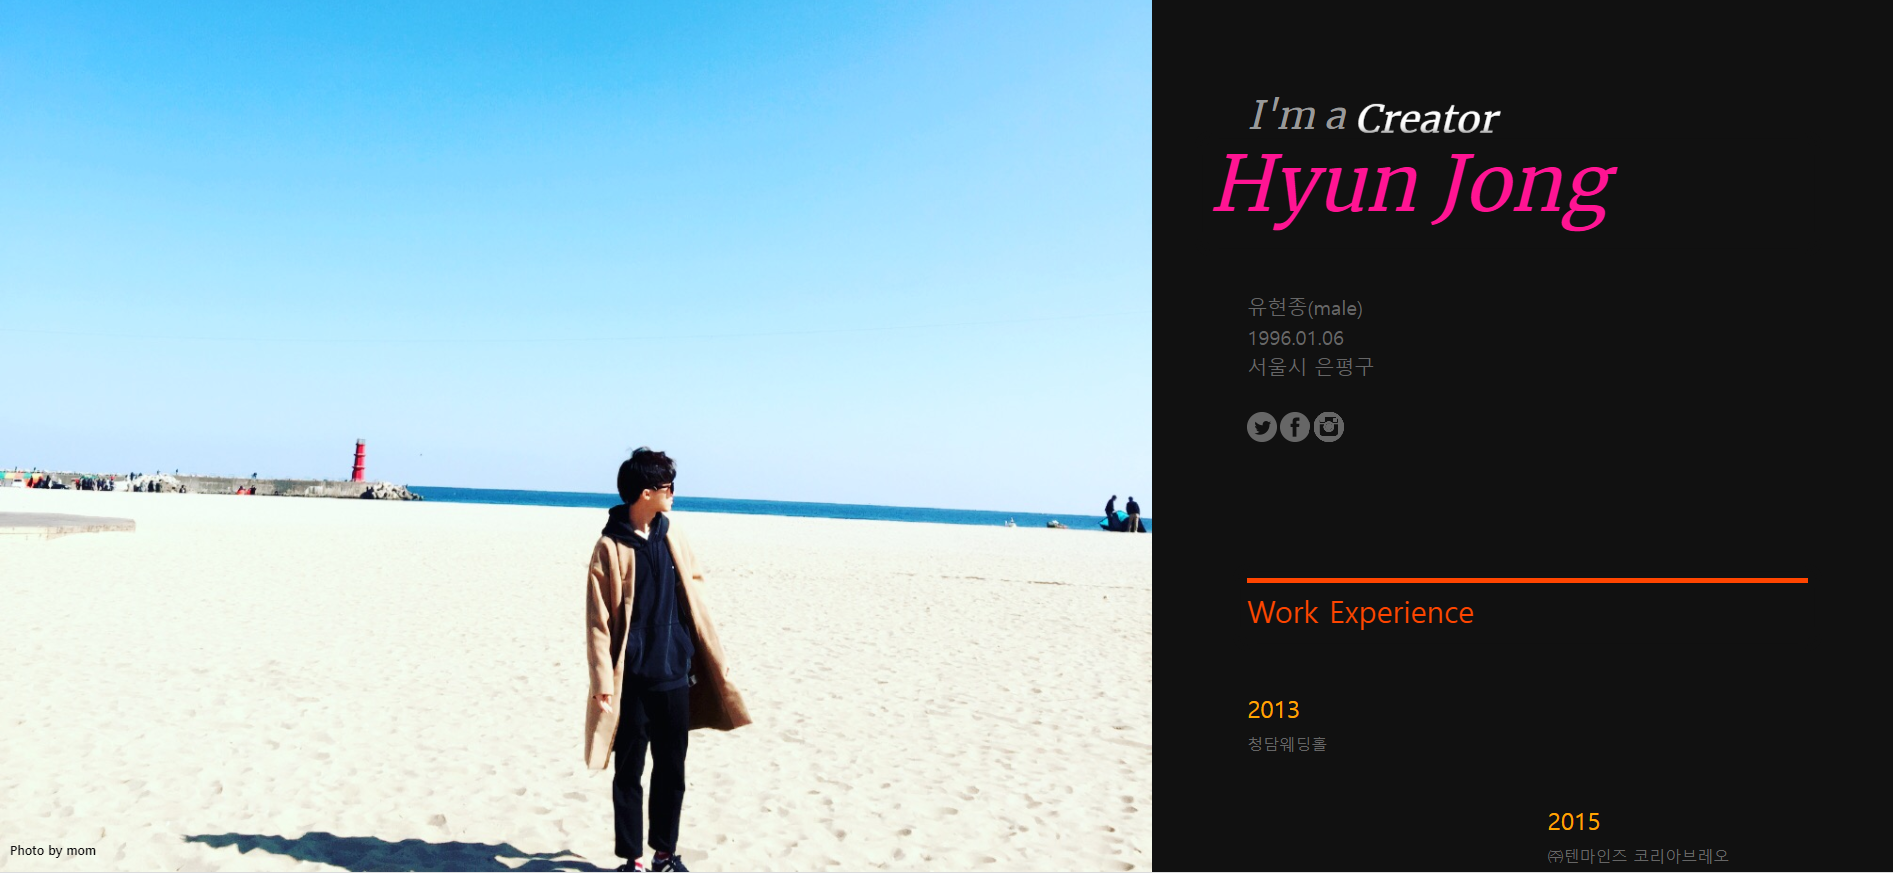 I'm a Creator
Hyun Jong
유현종(male)
1996.01.06
서울시 은평구
Work Experience
2013
청담웨딩홀
2015
㈜텐마인즈 코리아브레오
Photo by mom